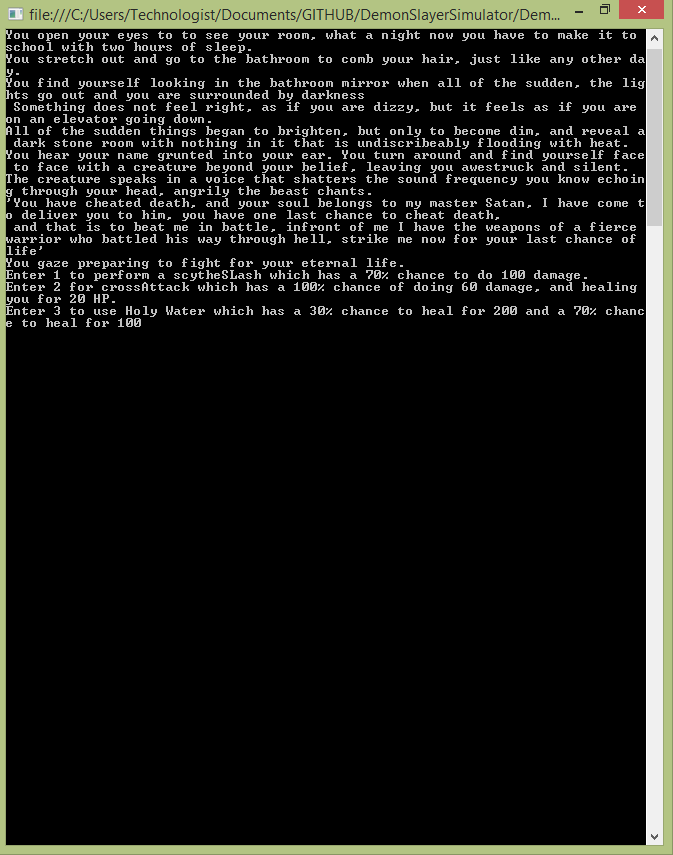 file:///C:/Users/Technologist/Documents/GITHUB/DemonSlayerSimulator/Dem...
You open your eyes to to see your room, what a night now you have to make it to
school with two hours of sleep.
You stretch out and go to the bathroom to comb your hair, just like any other da
y.
You find yourself looking in the bathroom mirror when all of the sudden, the lig
hts go out and you are surrounded by darkness
 Something does not feel right, as if you are dizzy, but it feels as if you are
on an elevator going down.
All of the sudden things began to brighten, but only to become dim, and reveal a
 dark stone room with nothing in it that is undiscribeably flooding with heat.
You hear your name grunted into your ear. You turn around and find yourself face
 to face with a creature beyond your belief, leaving you awestruck and silent.
The creature speaks in a voice that shatters the sound frequency you know echoin
g through your head, angrily the beast chants.
'You have cheated death, and your soul belongs to my master Satan, I have come t
o deliver you to him, you have one last chance to cheat death,
 and that is to beat me in battle, infront of me I have the weapons of a fierce
warrior who battled his way through hell, strike me now for your last chance of
life'
You gaze preparing to fight for your eternal life.
Enter 1 to perform a scytheSLash which has a 70% chance to do 100 damage.
Enter 2 for crossAttack which has a 100% chance of doing 60 damage, and healing
you for 20 HP.
Enter 3 to use Holy Water which has a 30% chance to heal for 200 and a 70% chanc
e to heal for 100